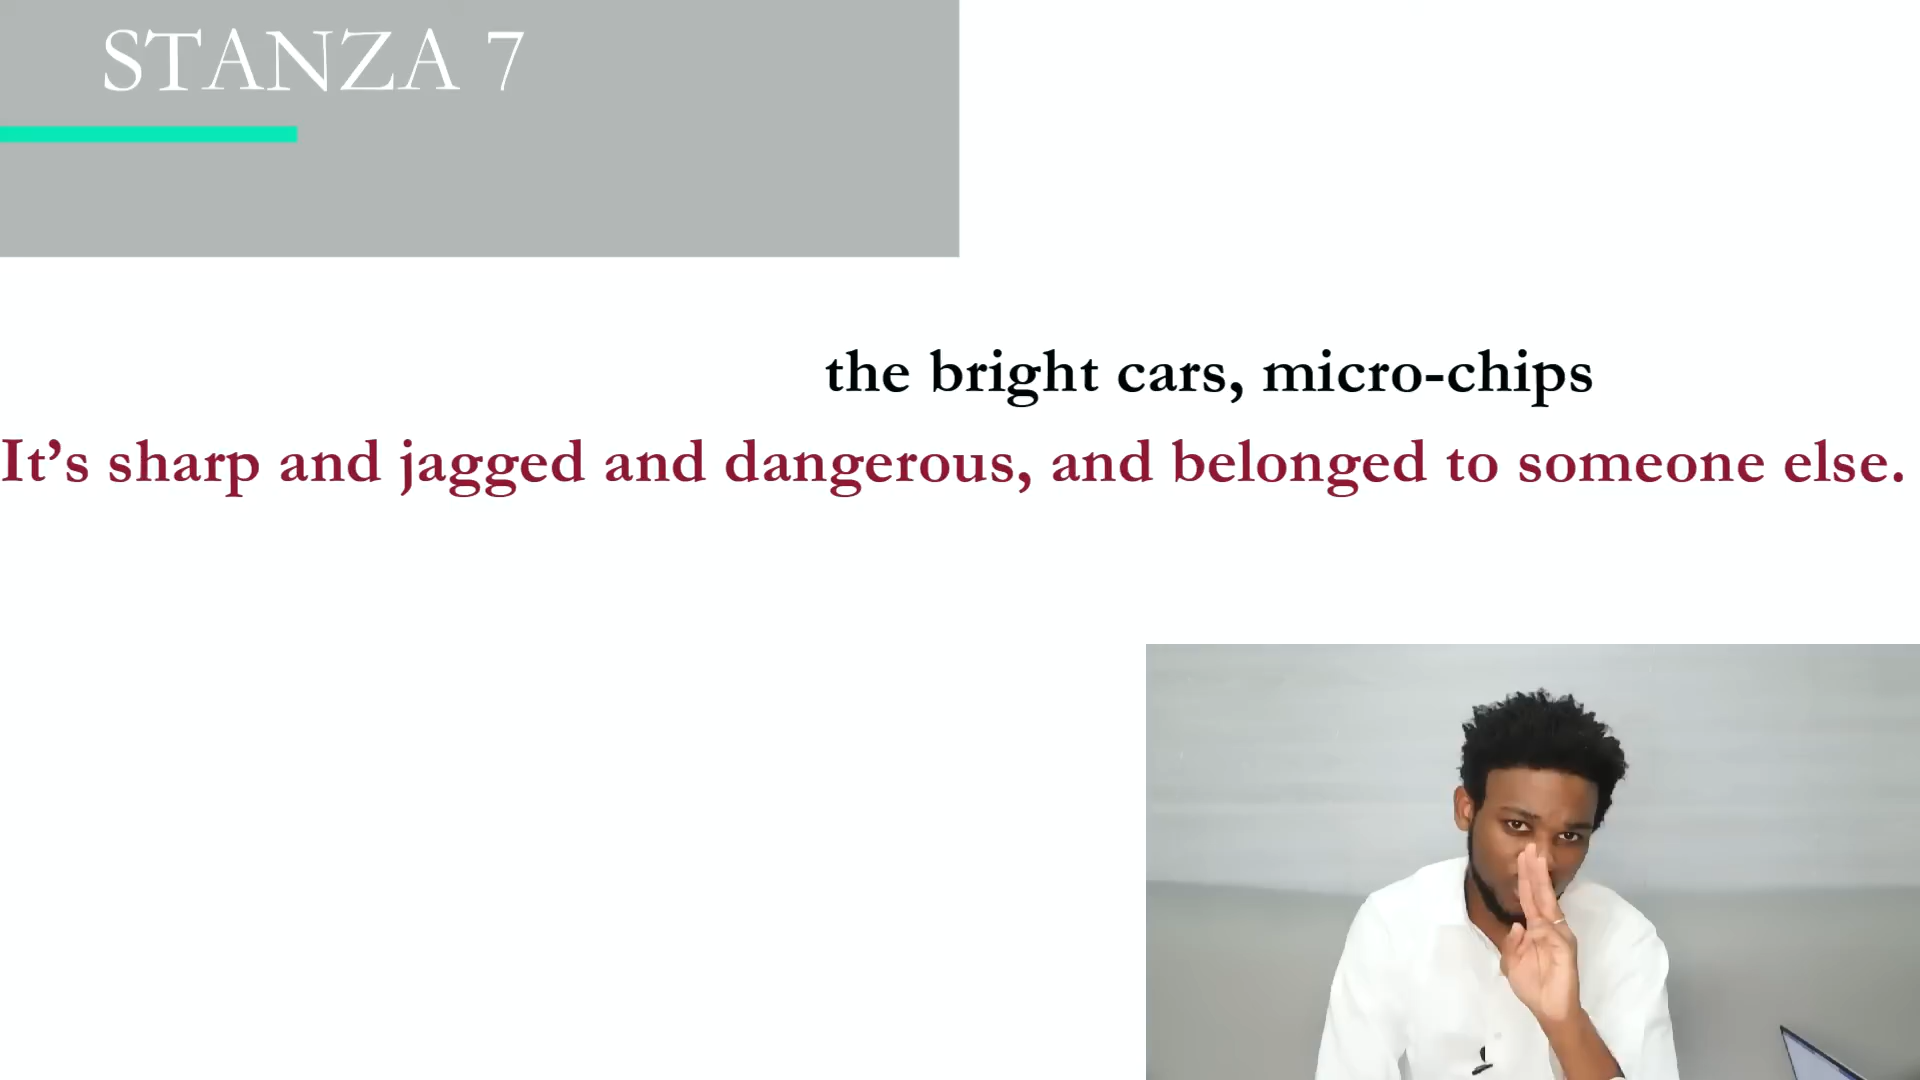 STANZA 7
the bright cars, micro-chips
It’s sharp and jagged and dangerous, and belonged to someone else.